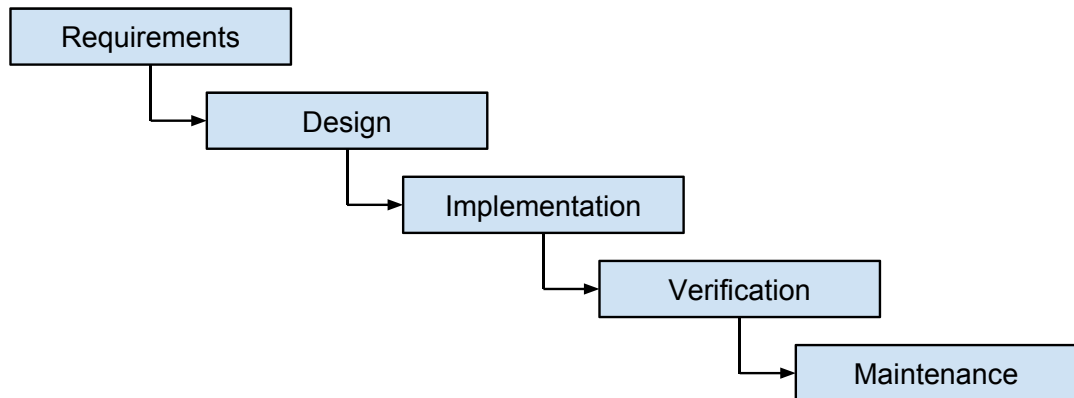 Requirements
Design
Implementation
Verification
Maintenance